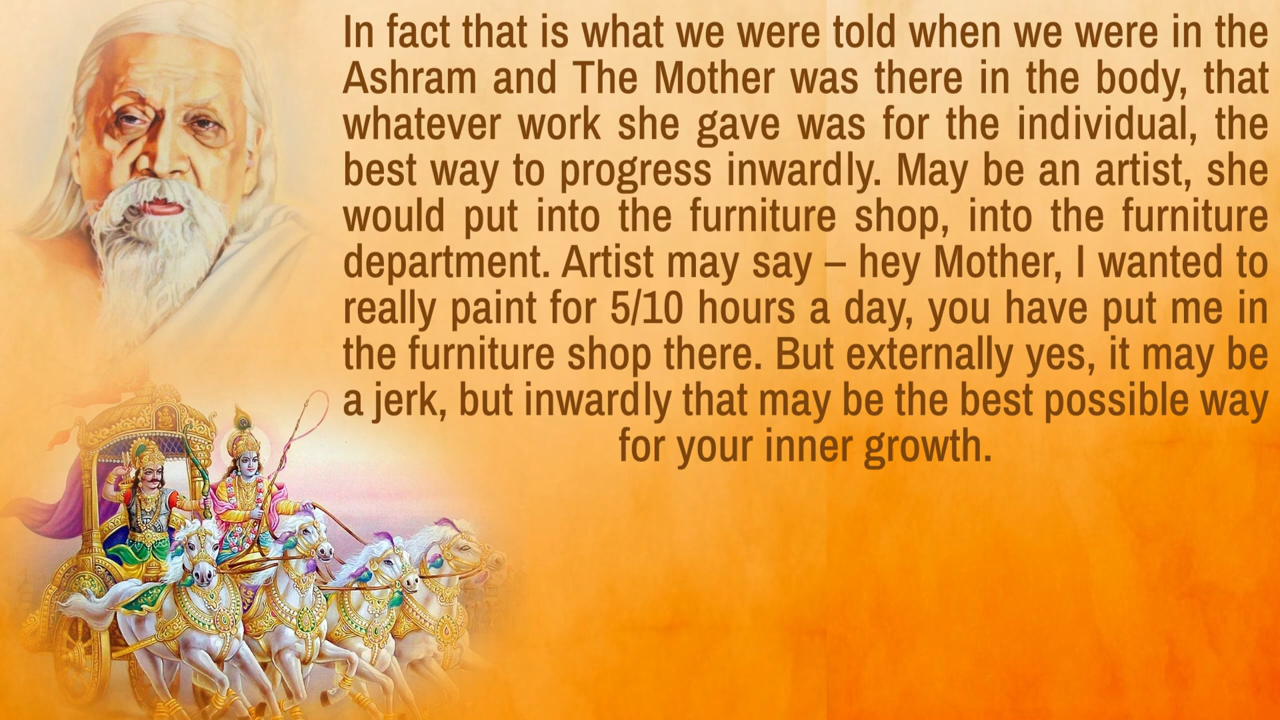 In fact that is what we were told when we were in the
Ashram and The Mother was there in the body, that
whatever work she gave was for the individual, the
best way to progress inwardly. May be an artist, she
would put into the furniture shop, into the furniture
department. Artist may say – hey Mother, I wanted to
really paint for 5/10 hours a day, you have put me in
the furniture shop there. But externally yes, it may be
a jerk, but inwardly that may be the best possible way
for your inner growth.